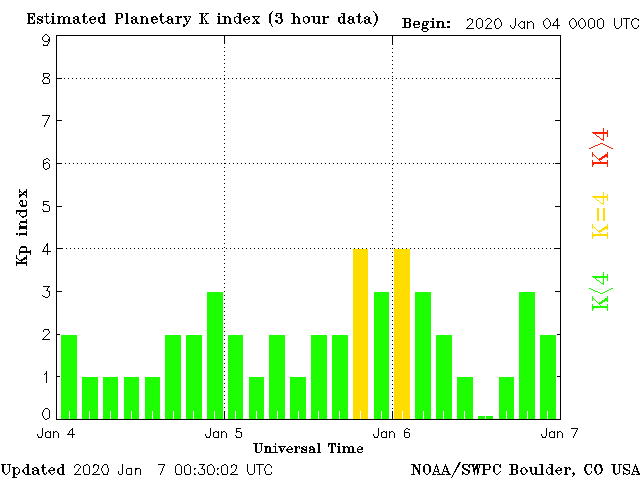 Estimated Planetary K index (3 hour data)
Begin: 2020 Jan 04 0000 UTC
9
8
7
6
5
4
3
2
1
0
Kp index
K>4
K=4
K<4
Jan 4
Jan 5
Jan 6
Jan 7
Universal Time
Updated 2020 Jan 7 00:30:02 UTC
NOAA/SWPC Boulder, CO USA